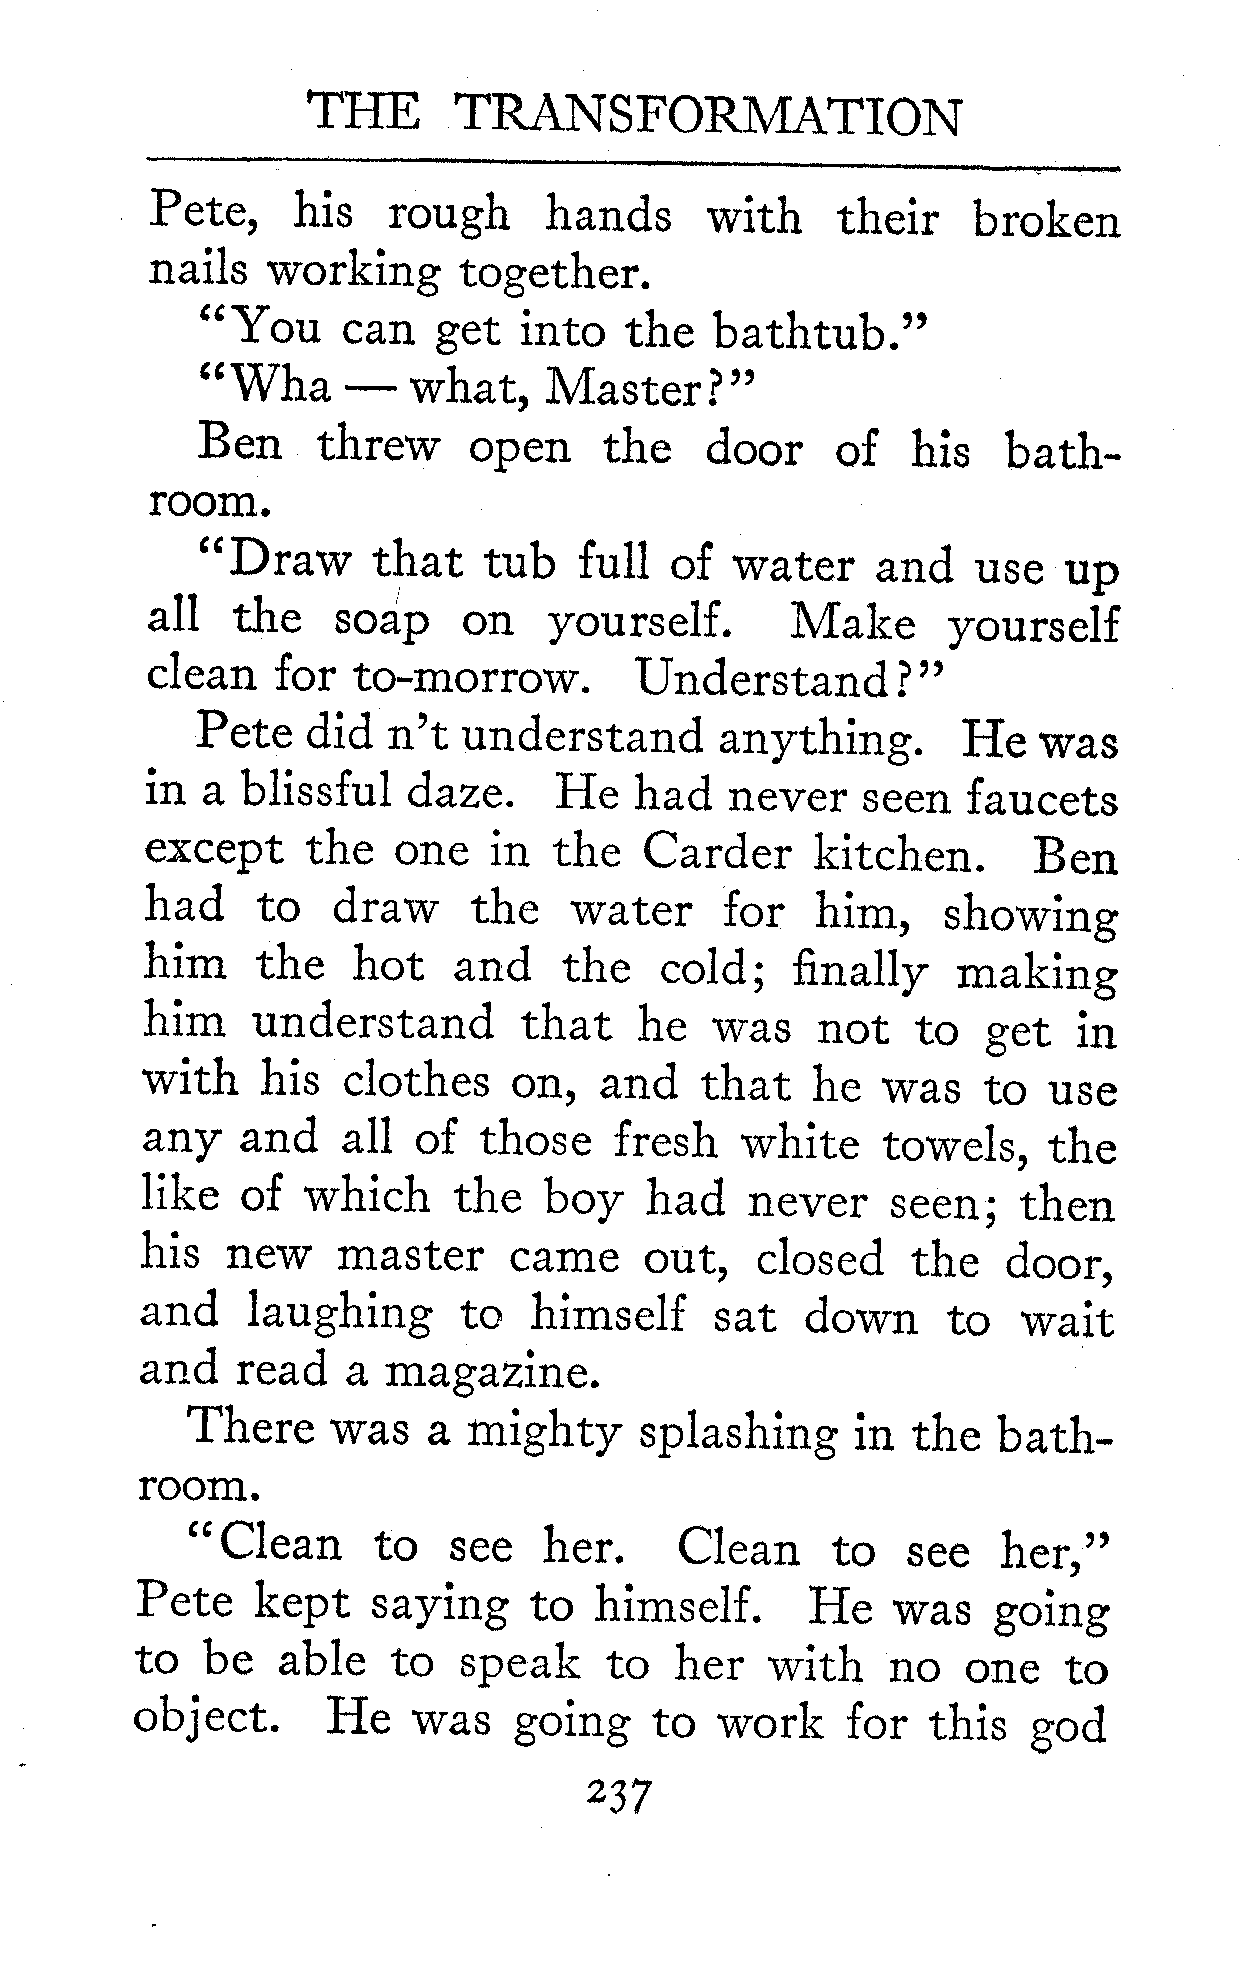 THE TRANSFORMATION
Pete, his rough hands with their broken
nails working together.
“You can get into the bathtub.”
“Wha — what, Master?”
Ben threw open the door of his bath-
room.
“Draw that tub full of water and use up
all the soap on yourself. Make yourself
clean for to-morrow. Understand?”
Pete did n’t understand anything. He was
in a blissful daze. He had never seen faucets
except the one in the Carder kitchen. Ben
had to draw the water for him, showing
him the hot and the cold; finally making
him understand that he was not to get in
with his clothes on, and that he was to use
any and all of those fresh white towels, the
like of which the boy had never seen; then
his new master came out, closed the door,
and laughing to himself sat down to wait
and read a magazine.
There was a mighty splashing in the bath-
room.
“Clean to see her. Clean to see her,”
Pete kept saying to himself. He was going
to be able to speak to her with no one to
object. He was going to work for this god
237